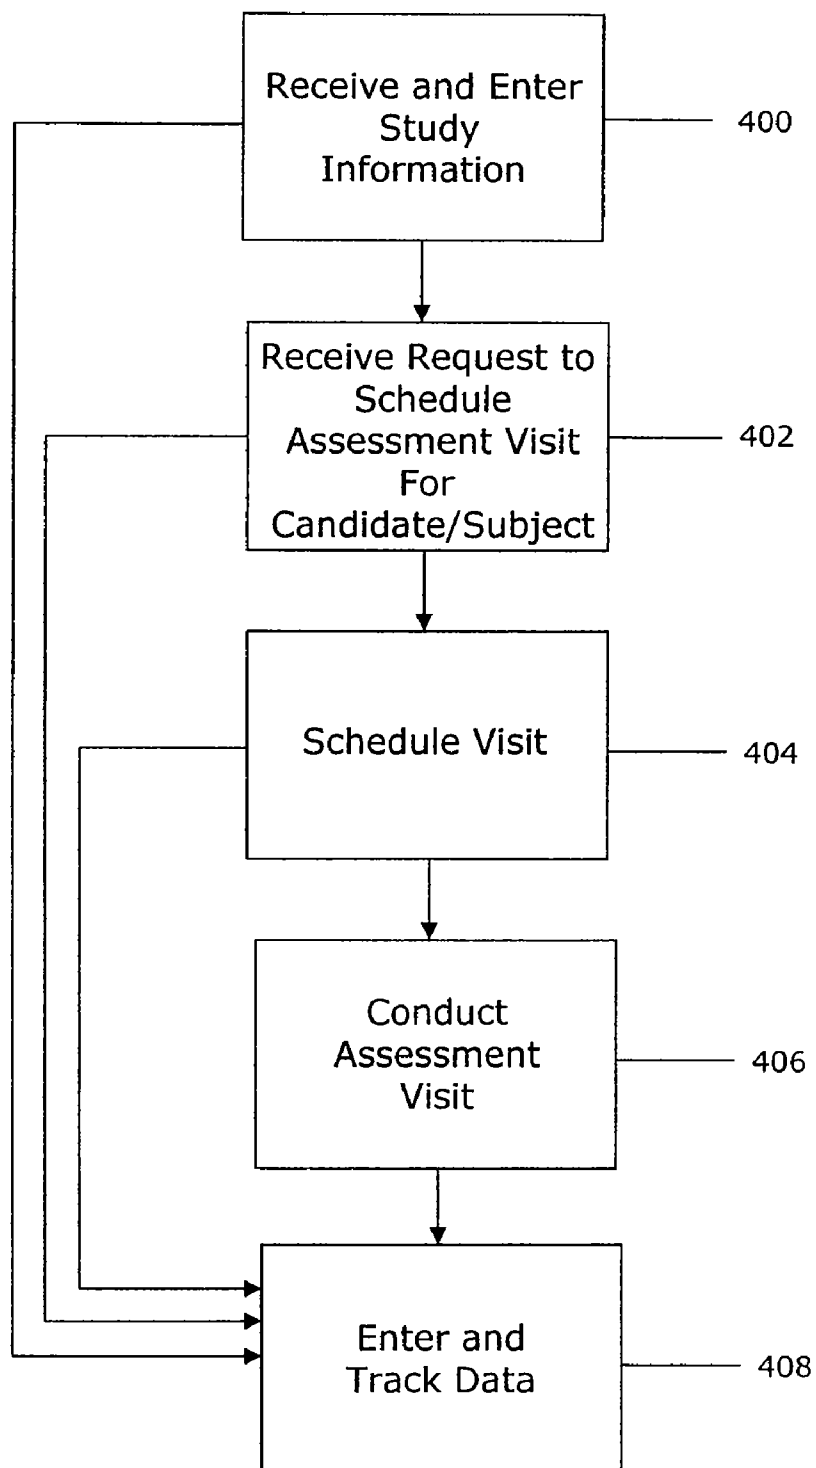 Receive and Enter
Study
Information
400
Receive Request to
Schedule
Assessment Visit
For
Candidate/Subject
402
Schedule Visit
404
Conduct
Assessment
Visit
406
Enter and
Track Data
408